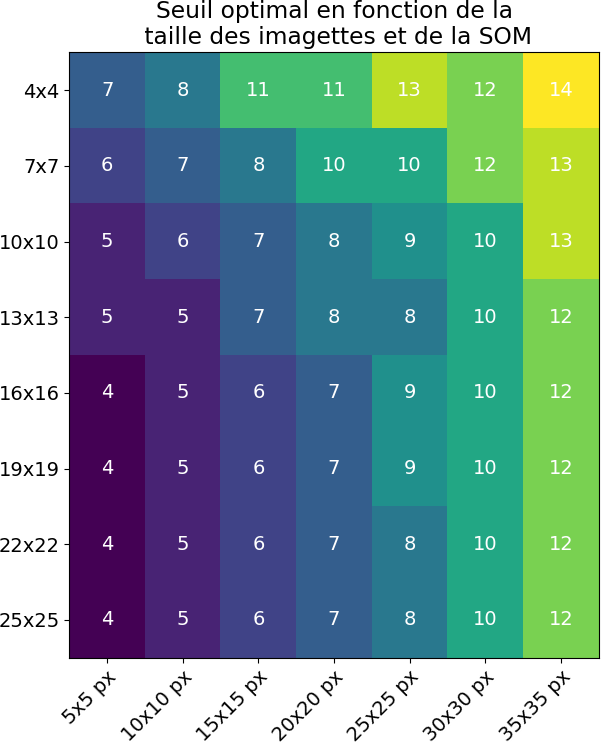 Seuil optimal en fonction de la
taille des imagettes et de la SOM
4x4 7 8 11 11 13 12 14
7x7 6 7 8 10 10 12 13
10x10 5 6 7 8 9 10 13
13x13 5 5 7 8 8 10 12
16x16 4 5 6 7 9 10 12
19x19 4 5 6 7 9 10 12
22x22 4 5 6 7 8 10 12
25x25 4 5 6 7 8 10 12
5x5 px 10x10 px 15x15 px 20x20 px 25x25 px 30x30 px 35x35 px